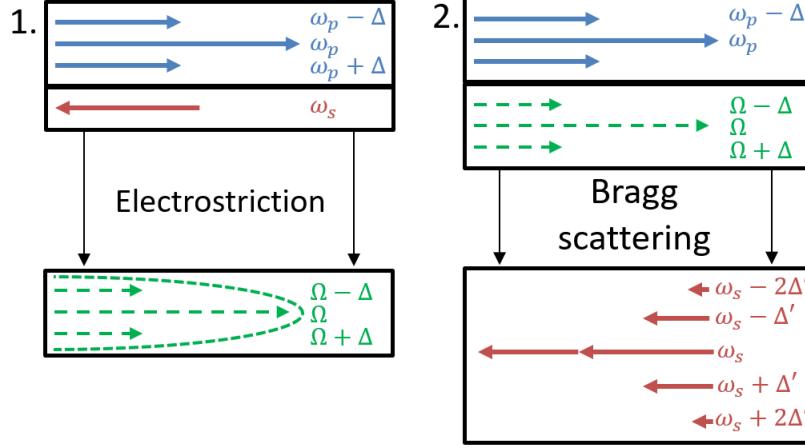 1.
ω_p − Δ
ω_p
ω_p + Δ
ω_s
Electrostriction
Ω − Δ
Ω
Ω + Δ
2.
ω_p − Δ
ω_p
Ω − Δ
Ω
Ω + Δ
Bragg
scattering
ω_s − 2Δ'
ω_s − Δ′
ω_s
ω_s + Δ′
ω_s + 2Δ'